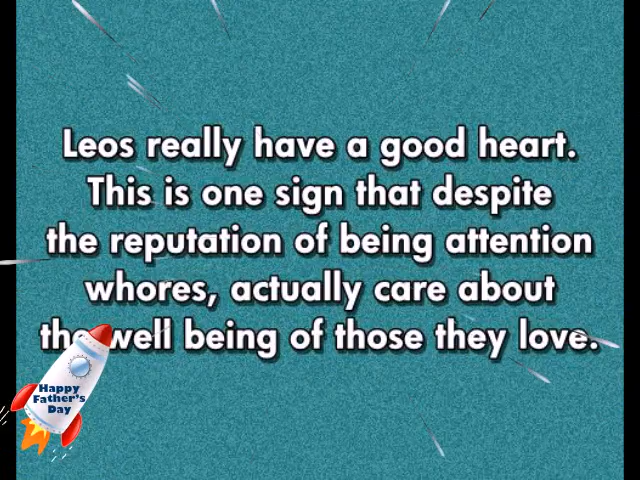 Leos really have a good heart.
This is one sign that despite
the reputation of being attention
whores, actually care about
the well being of those they love.
Happy
Father's
Day